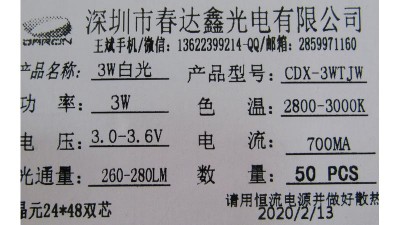 深圳市春达鑫光电有限公司
DAREN
王斌手机/微信: 13622399214-QQ/邮箱: 2859971160
产品名称: 3W白光 产品型号: CDX-3WTJW
功 率: 3W 色 温: 2800-3000K
电 压: 3.0-3.6V 电 流: 700MA
光通量: 260-280LM 数 量: 50 PCS
晶元24*48双芯 请用恒流电源并做好散热
2020/2/13